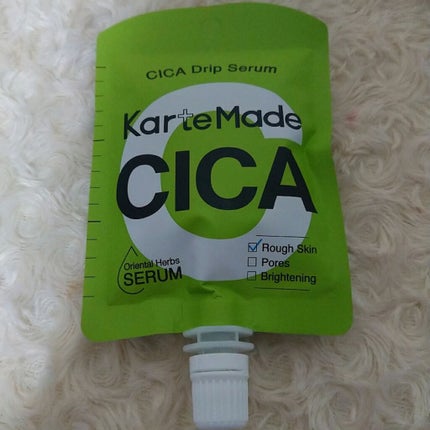 CICA Drip Serum
KarteMade
CICA
Oriental Herbs
SERUM
Rough Skin
Pores
Brightening